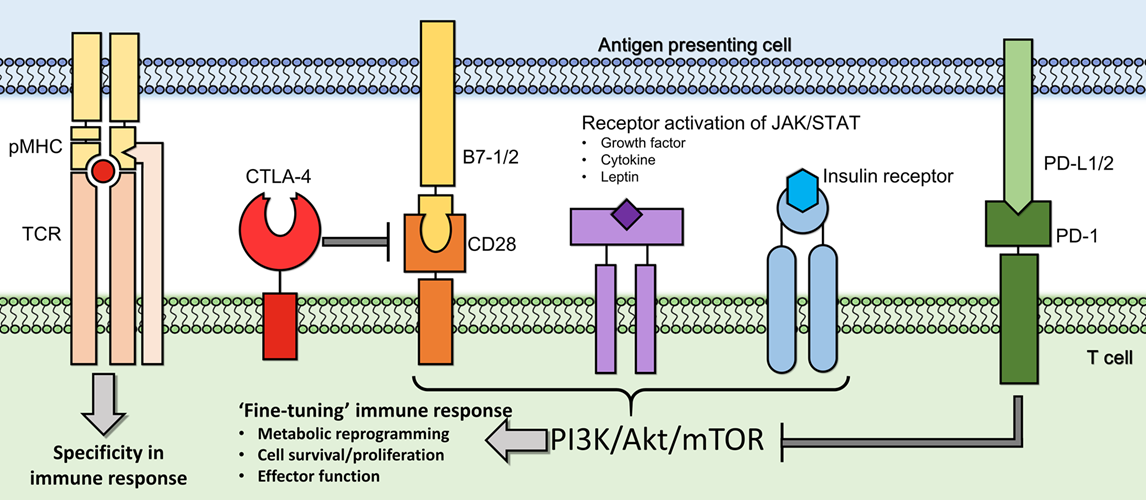 Antigen presenting cell
pMHC
TCR
CTLA-4
B7-1/2
CD28
Receptor activation of JAK/STAT
• Growth factor
• Cytokine
• Leptin
Insulin receptor
PD-L1/2
PD-1
T cell
Specificity in
immune response
‘Fine-tuning’ immune response
• Metabolic reprogramming
• Cell survival/proliferation
• Effector function
PI3K/Akt/mTOR